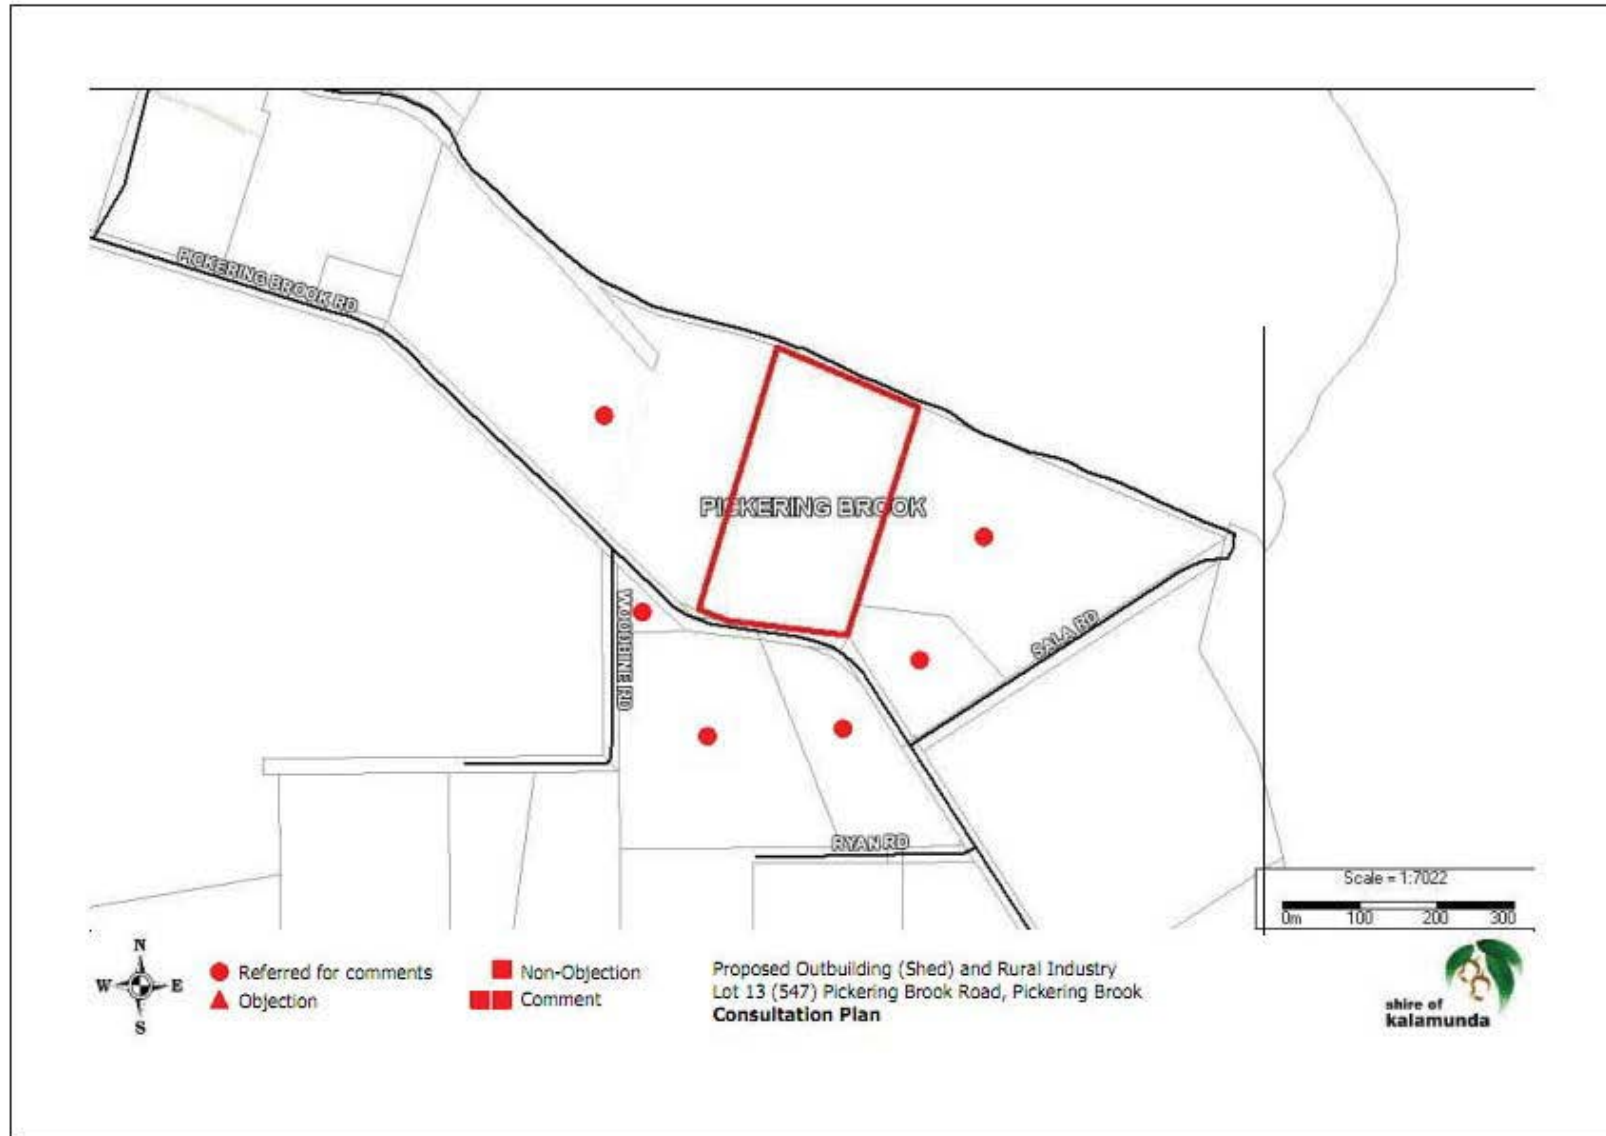 PICKERING BROOK RD
PICKERING BROOK
WOODBINE RD
SALA RD
RYAN RD
Scale = 1:7022
0m 100 200 300
N
W E
S
Referred for comments
Objection
Non-Objection
Comment
Proposed Outbuilding (Shed) and Rural Industry
Lot 13 (547) Pickering Brook Road, Pickering Brook
Consultation Plan
shire of
kalamunda